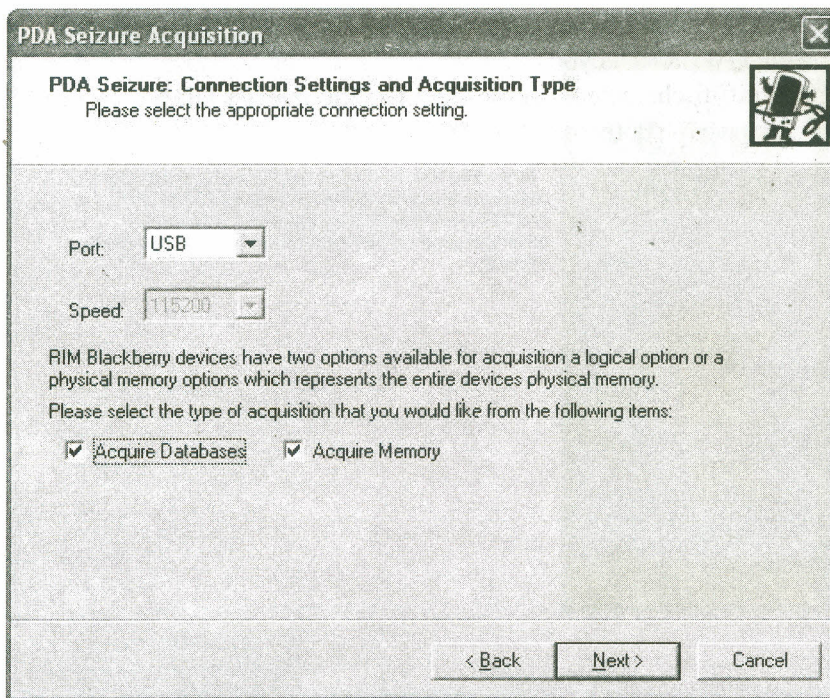 PDA Seizure Acquisition
PDA Seizure: Connection Settings and Acquisition Type
Please select the appropriate connection setting.
Port: USB
Speed: 115200
RIM Blackberry devices have two options available for acquisition a logical option or a
physical memory options which represents the entire devices physical memory.
Please select the type of acquisition that you would like from the following items:
Acquire Databases Acquire Memory
< Back Next > Cancel